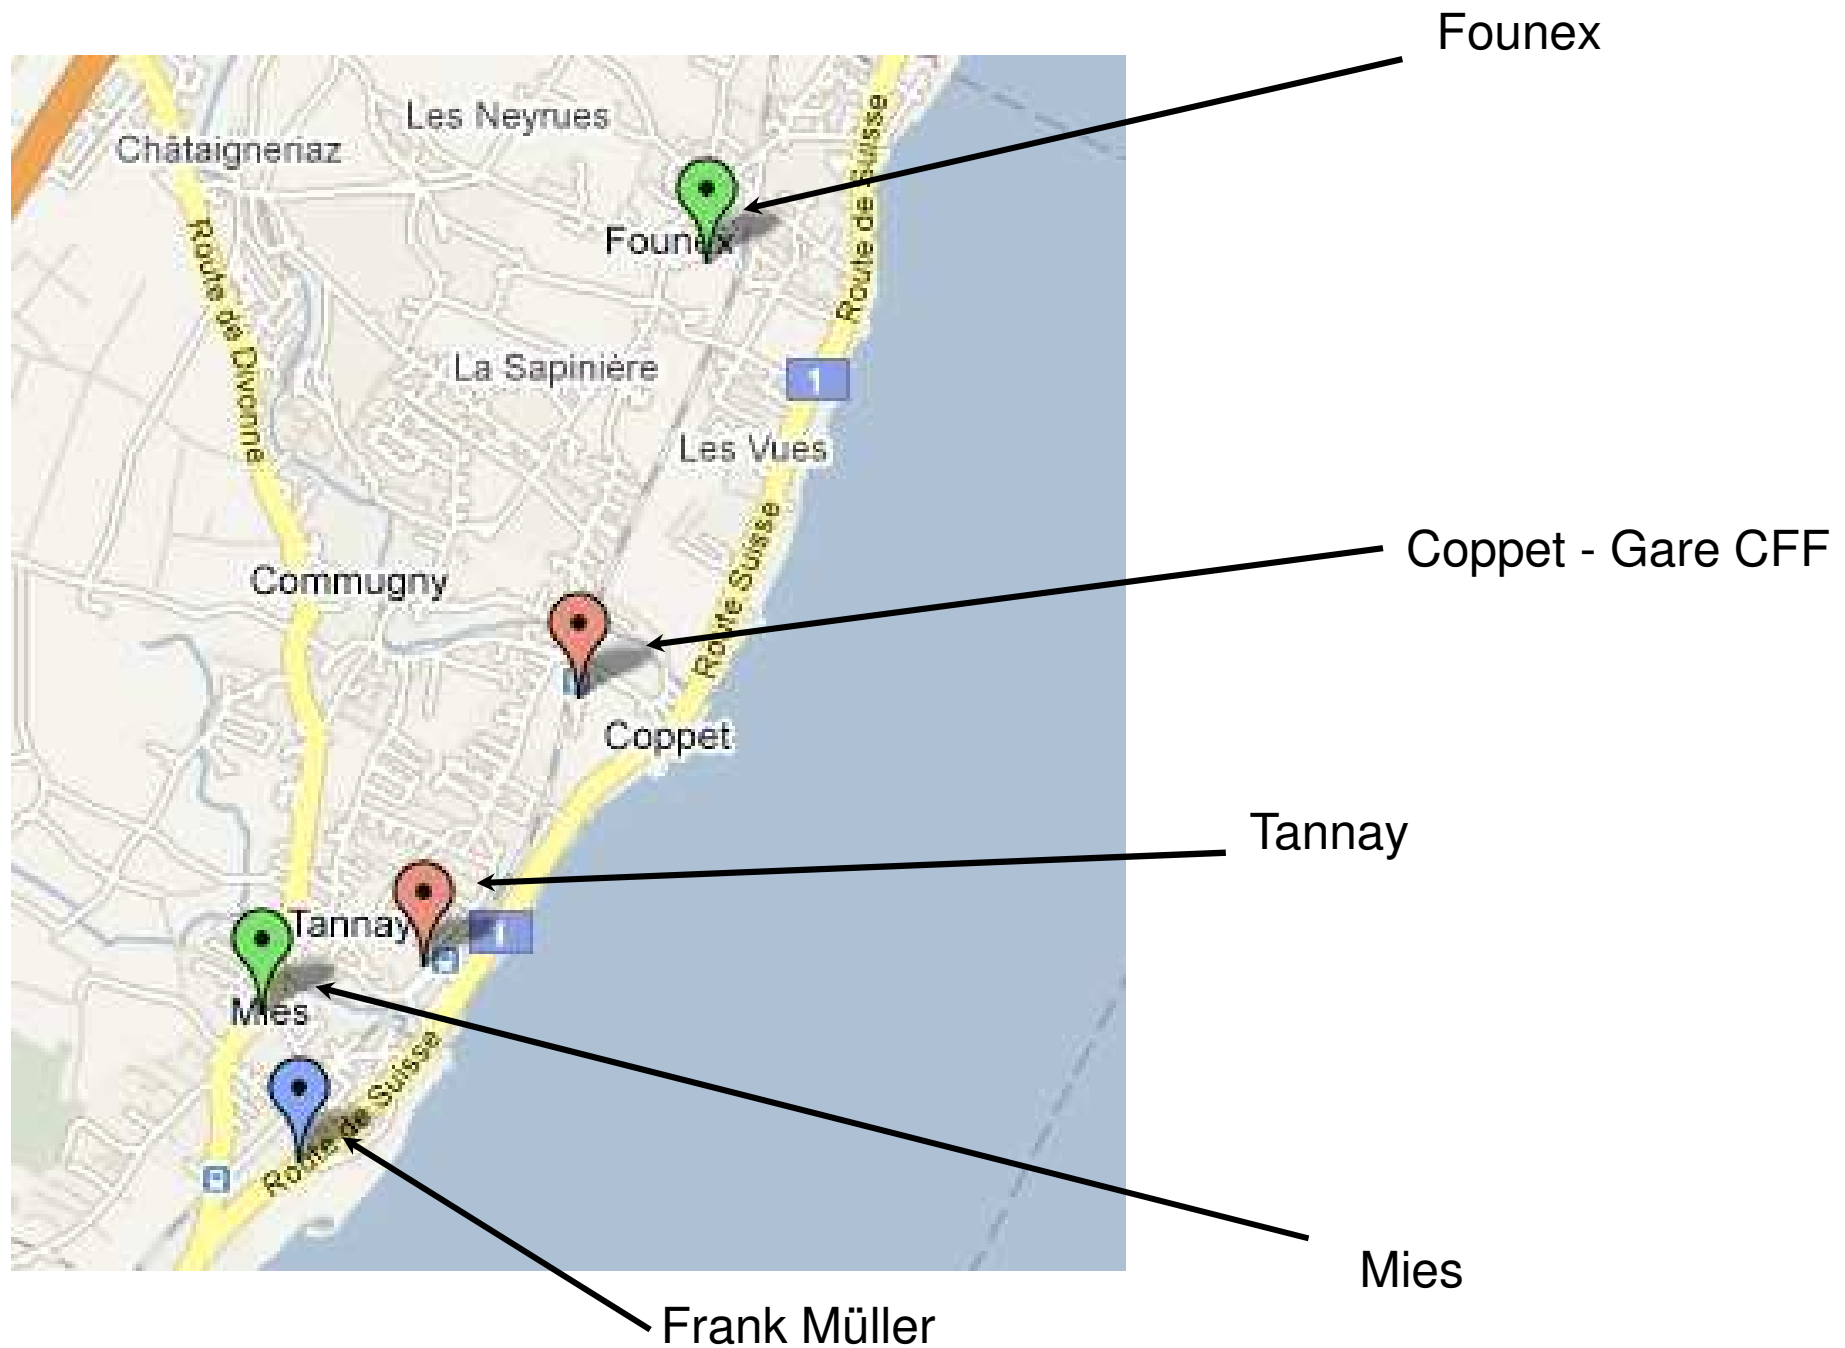 Founex
Les Neyrues
Châtaigneriaz
Route de Suisse
Founex
Route de Divonne
La Sapinière
1
Les Vues
Route Suisse
Coppet - Gare CFF
Commugny
Coppet
Tannay
Tannay
1
Mies
Route de Suisse
Mies
Frank Müller